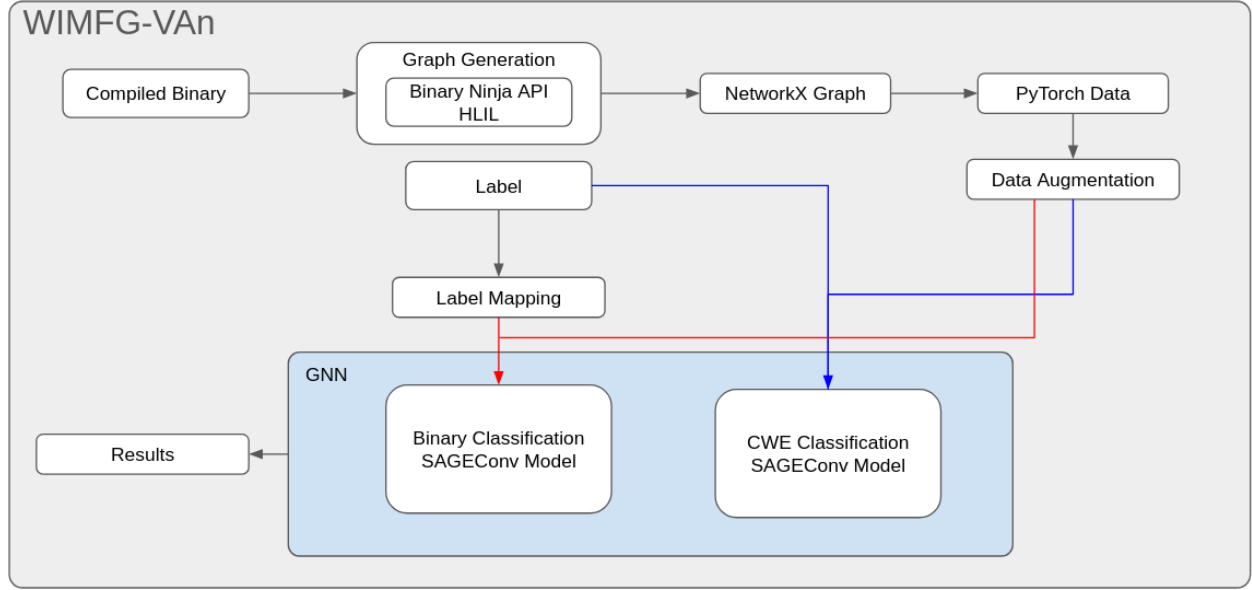 WIMFG-VAn
Compiled Binary
Graph Generation
Binary Ninja API
HLIL
NetworkX Graph
PyTorch Data
Label
Data Augmentation
Label Mapping
GNN
Binary Classification
SAGEConv Model
CWE Classification
SAGEConv Model
Results